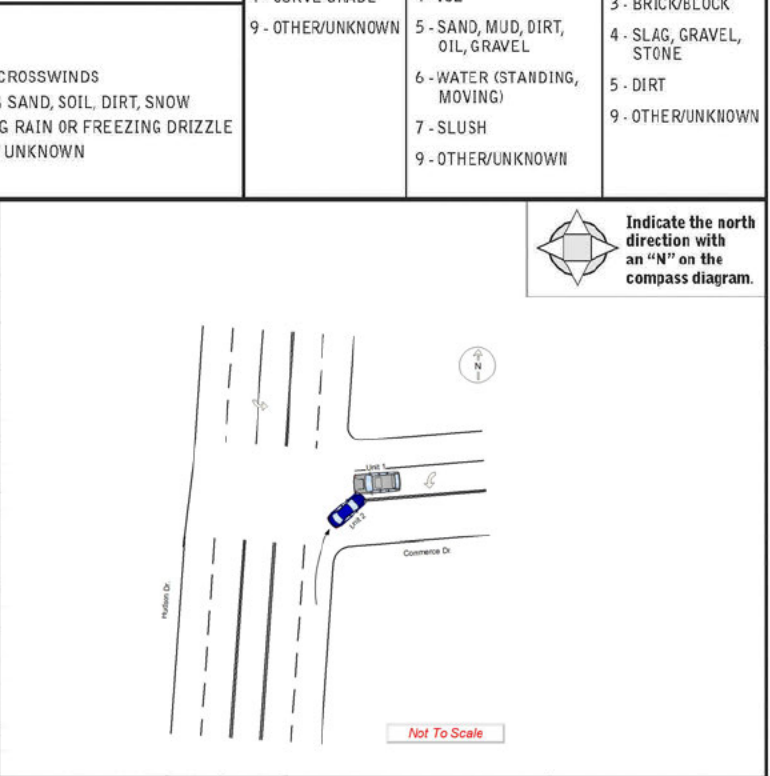 9 - OTHER/UNKNOWN
5 - SAND, MUD, DIRT,
OIL, GRAVEL
6 - WATER (STANDING,
MOVING)
7 - SLUSH
9 - OTHER/UNKNOWN
3 - BRICK/BLOCK
4 - SLAG, GRAVEL,
STONE
5 - DIRT
9 - OTHER/UNKNOWN
CROSSWINDS
SAND, SOIL, DIRT, SNOW
G RAIN OR FREEZING DRIZZLE
UNKNOWN
Indicate the north
direction with
an “N” on the
compass diagram.
N
Unit 1
Unit 2
Commerce Dr.
Hudson Dr.
Not To Scale